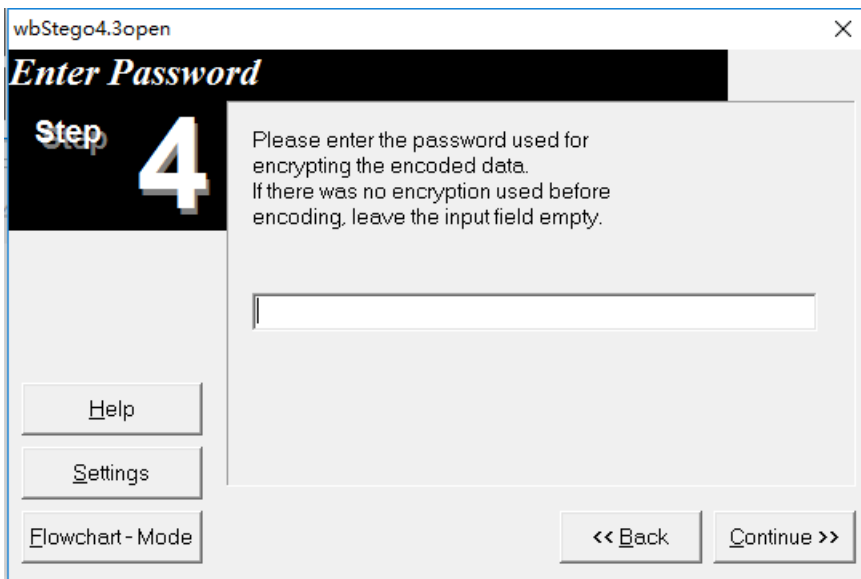 wbStego4.3open
Enter Password
Step 4
Please enter the password used for
encrypting the encoded data.
If there was no encryption used before
encoding, leave the input field empty.
Help
Settings
Flowchart - Mode
<< Back
Continue >>